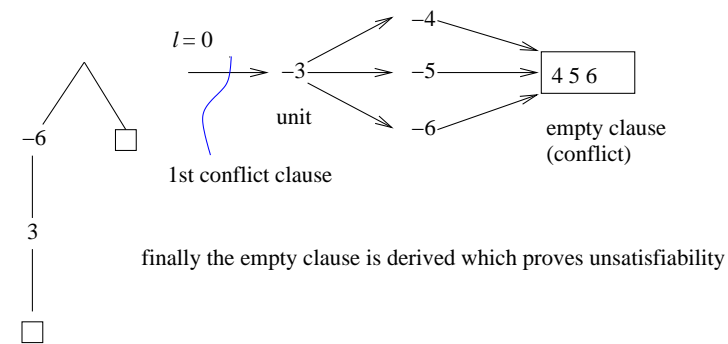 l = 0
−4
−3
−5
4 5 6
unit
−6
−6
empty clause
(conflict)
1st conflict clause
3
finally the empty clause is derived which proves unsatisfiability